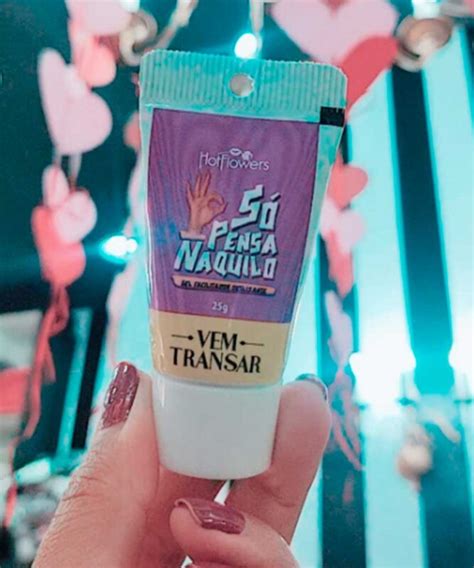 HotFlowers
SÓ
PENSA
NAQUILO
25g
VEM
TRANSAR